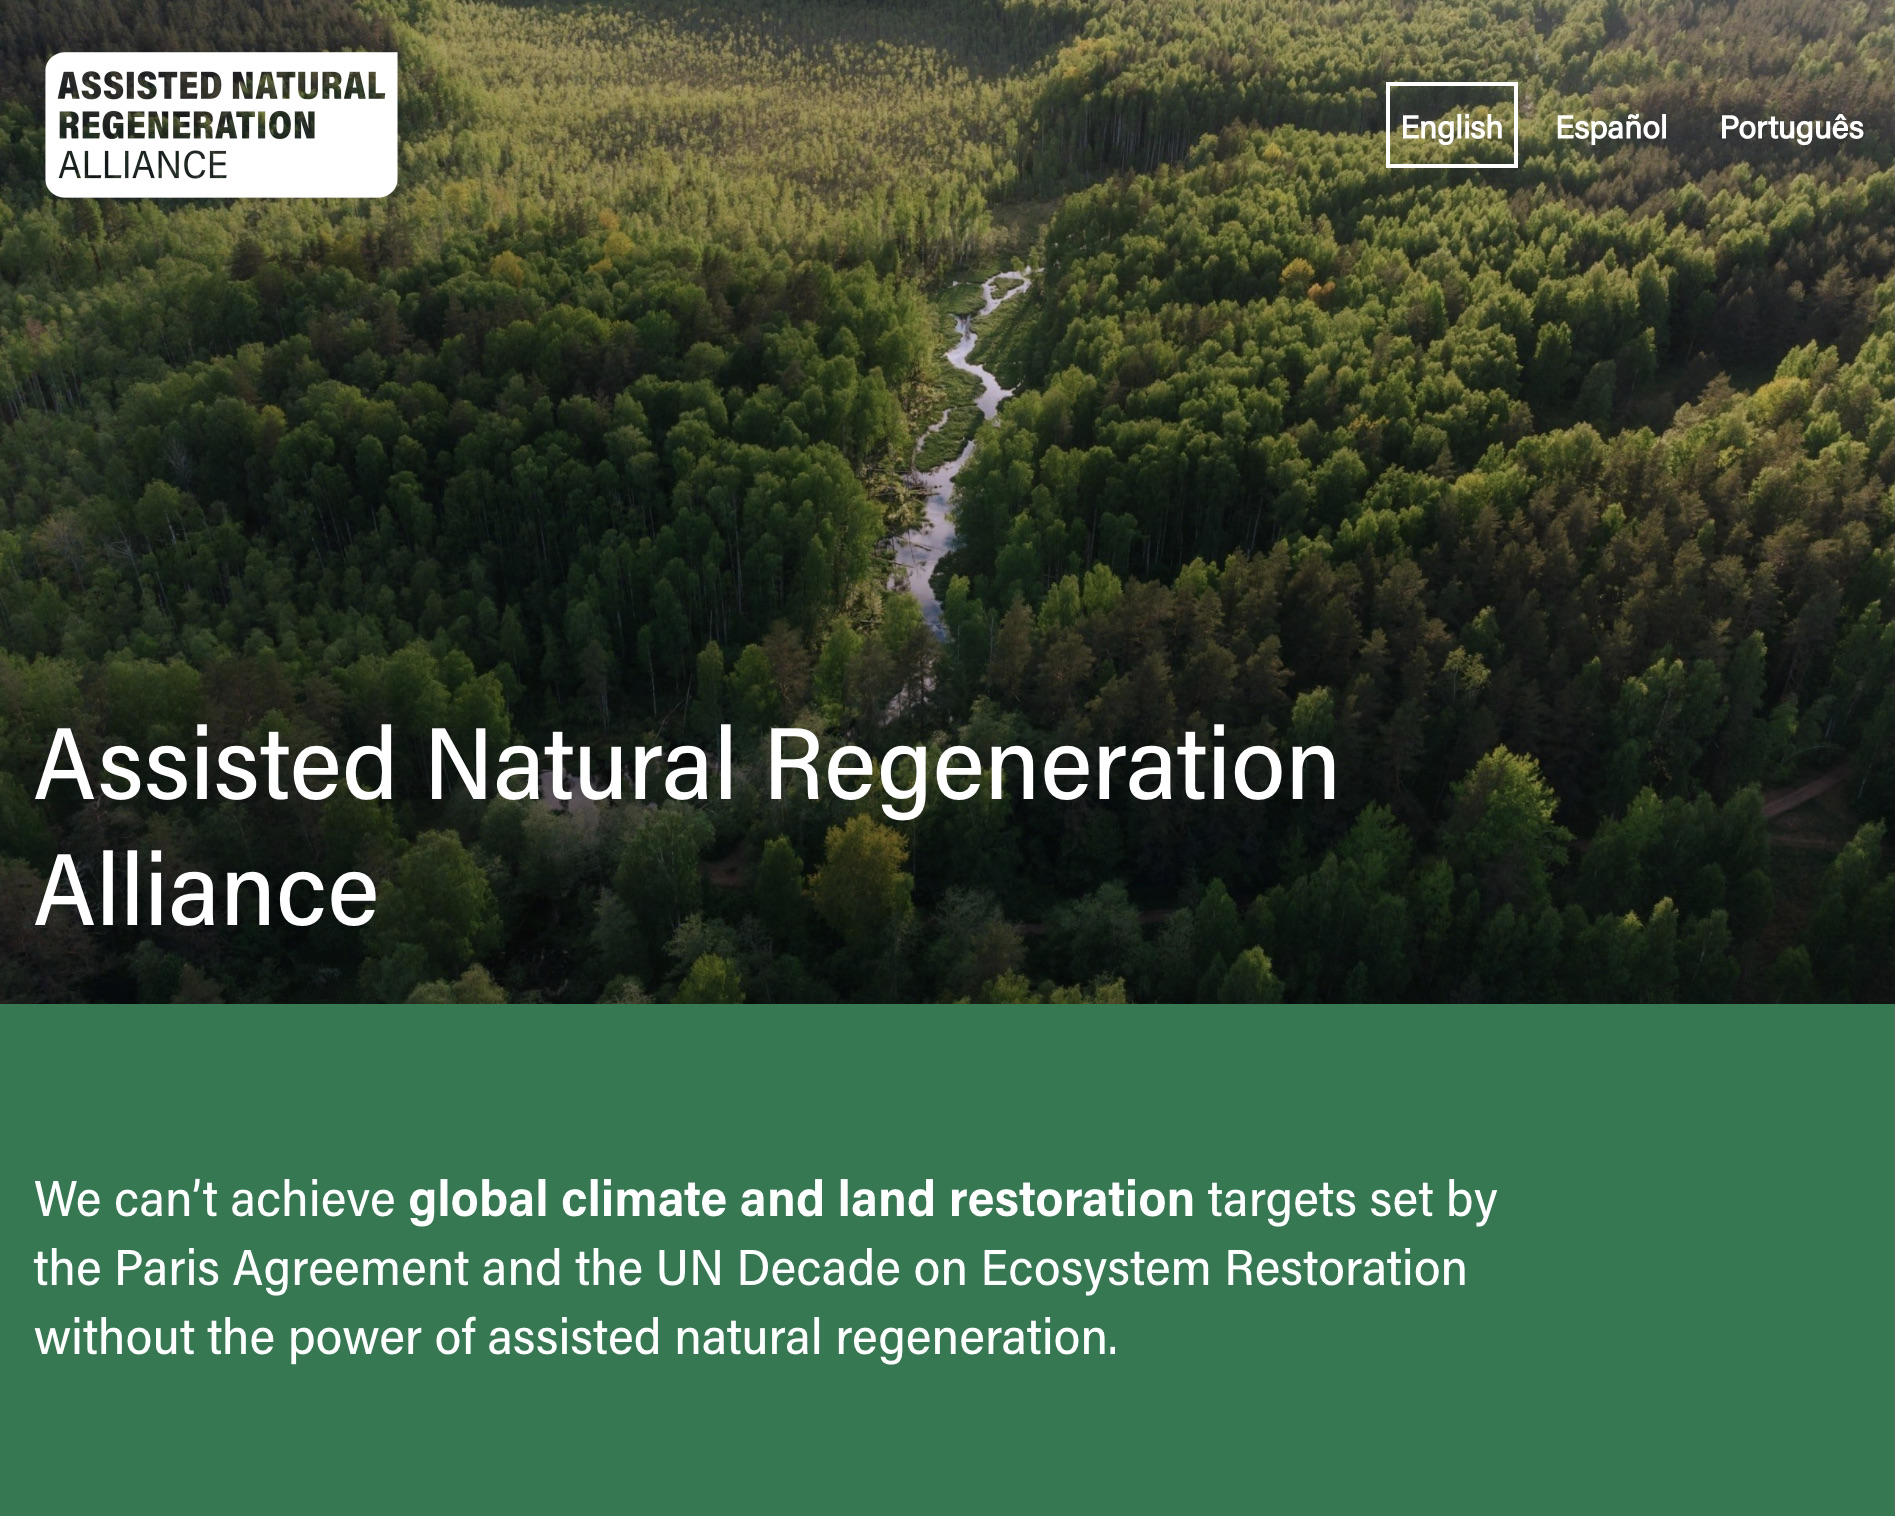 ASSISTED NATURAL
REGENERATION
ALLIANCE
English
Español
Português
Assisted Natural Regeneration
Alliance
We can’t achieve global climate and land restoration targets set by
the Paris Agreement and the UN Decade on Ecosystem Restoration
without the power of assisted natural regeneration.